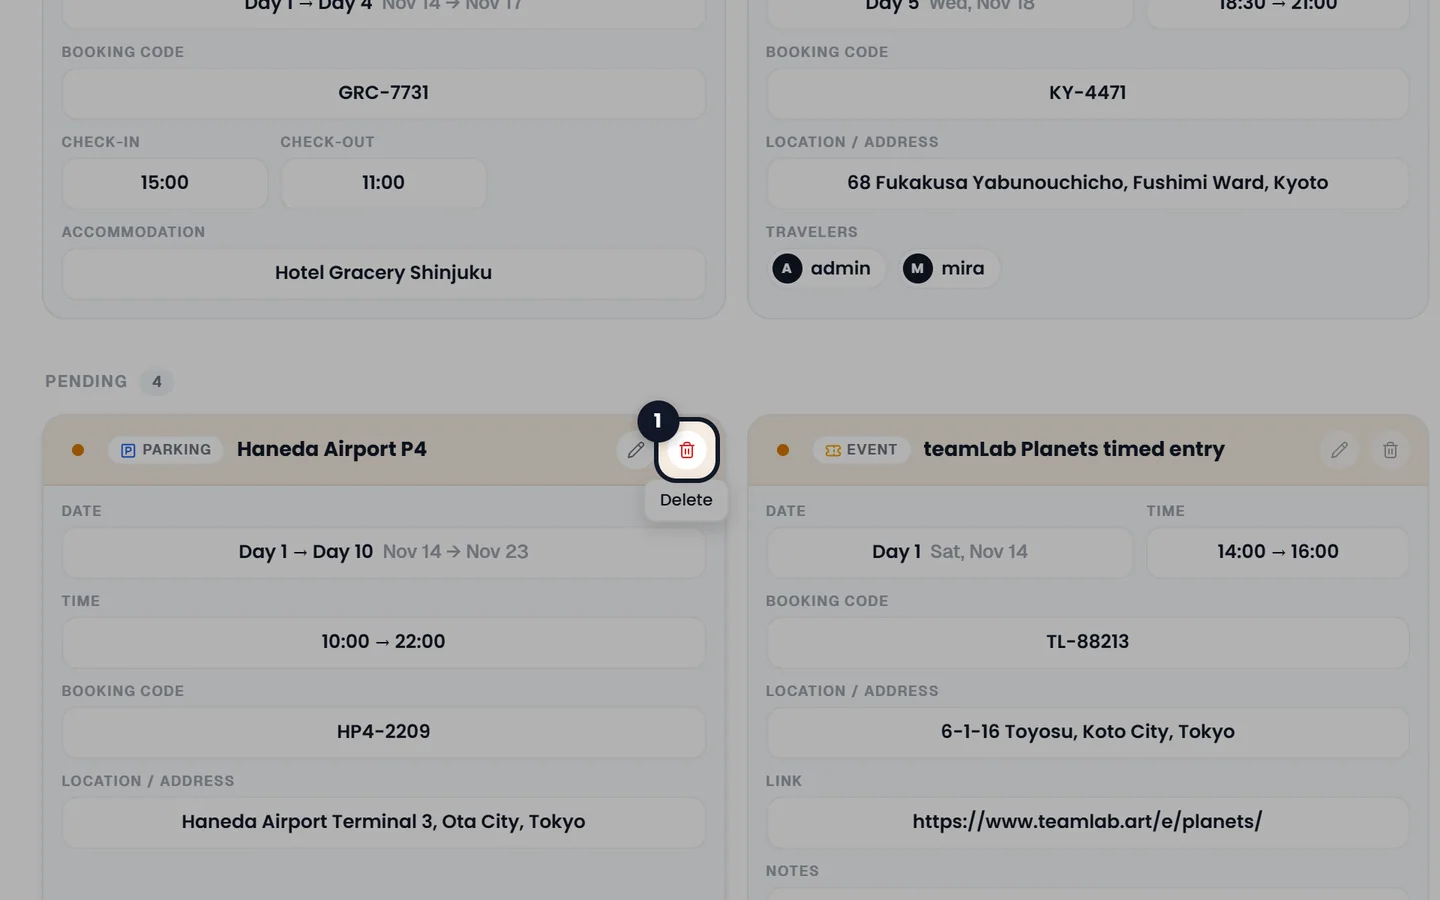 Day 1 → Day 4 Nov 14 → Nov 17
BOOKING CODE
GRC-7731
CHECK-IN
CHECK-OUT
15:00
11:00
ACCOMMODATION
Hotel Gracery Shinjuku
Day 5 Wed, Nov 18
18:30 → 21:00
BOOKING CODE
KY-4471
LOCATION / ADDRESS
68 Fukakusa Yabunouchicho, Fushimi Ward, Kyoto
TRAVELERS
A admin
M mira
PENDING 4
PARKING
Haneda Airport P4
1
Delete
DATE
Day 1 → Day 10 Nov 14 → Nov 23
TIME
10:00 → 22:00
BOOKING CODE
HP4-2209
LOCATION / ADDRESS
Haneda Airport Terminal 3, Ota City, Tokyo
EVENT
teamLab Planets timed entry
DATE
TIME
Day 1 Sat, Nov 14
14:00 → 16:00
BOOKING CODE
TL-88213
LOCATION / ADDRESS
6-1-16 Toyosu, Koto City, Tokyo
LINK
https://www.teamlab.art/e/planets/
NOTES